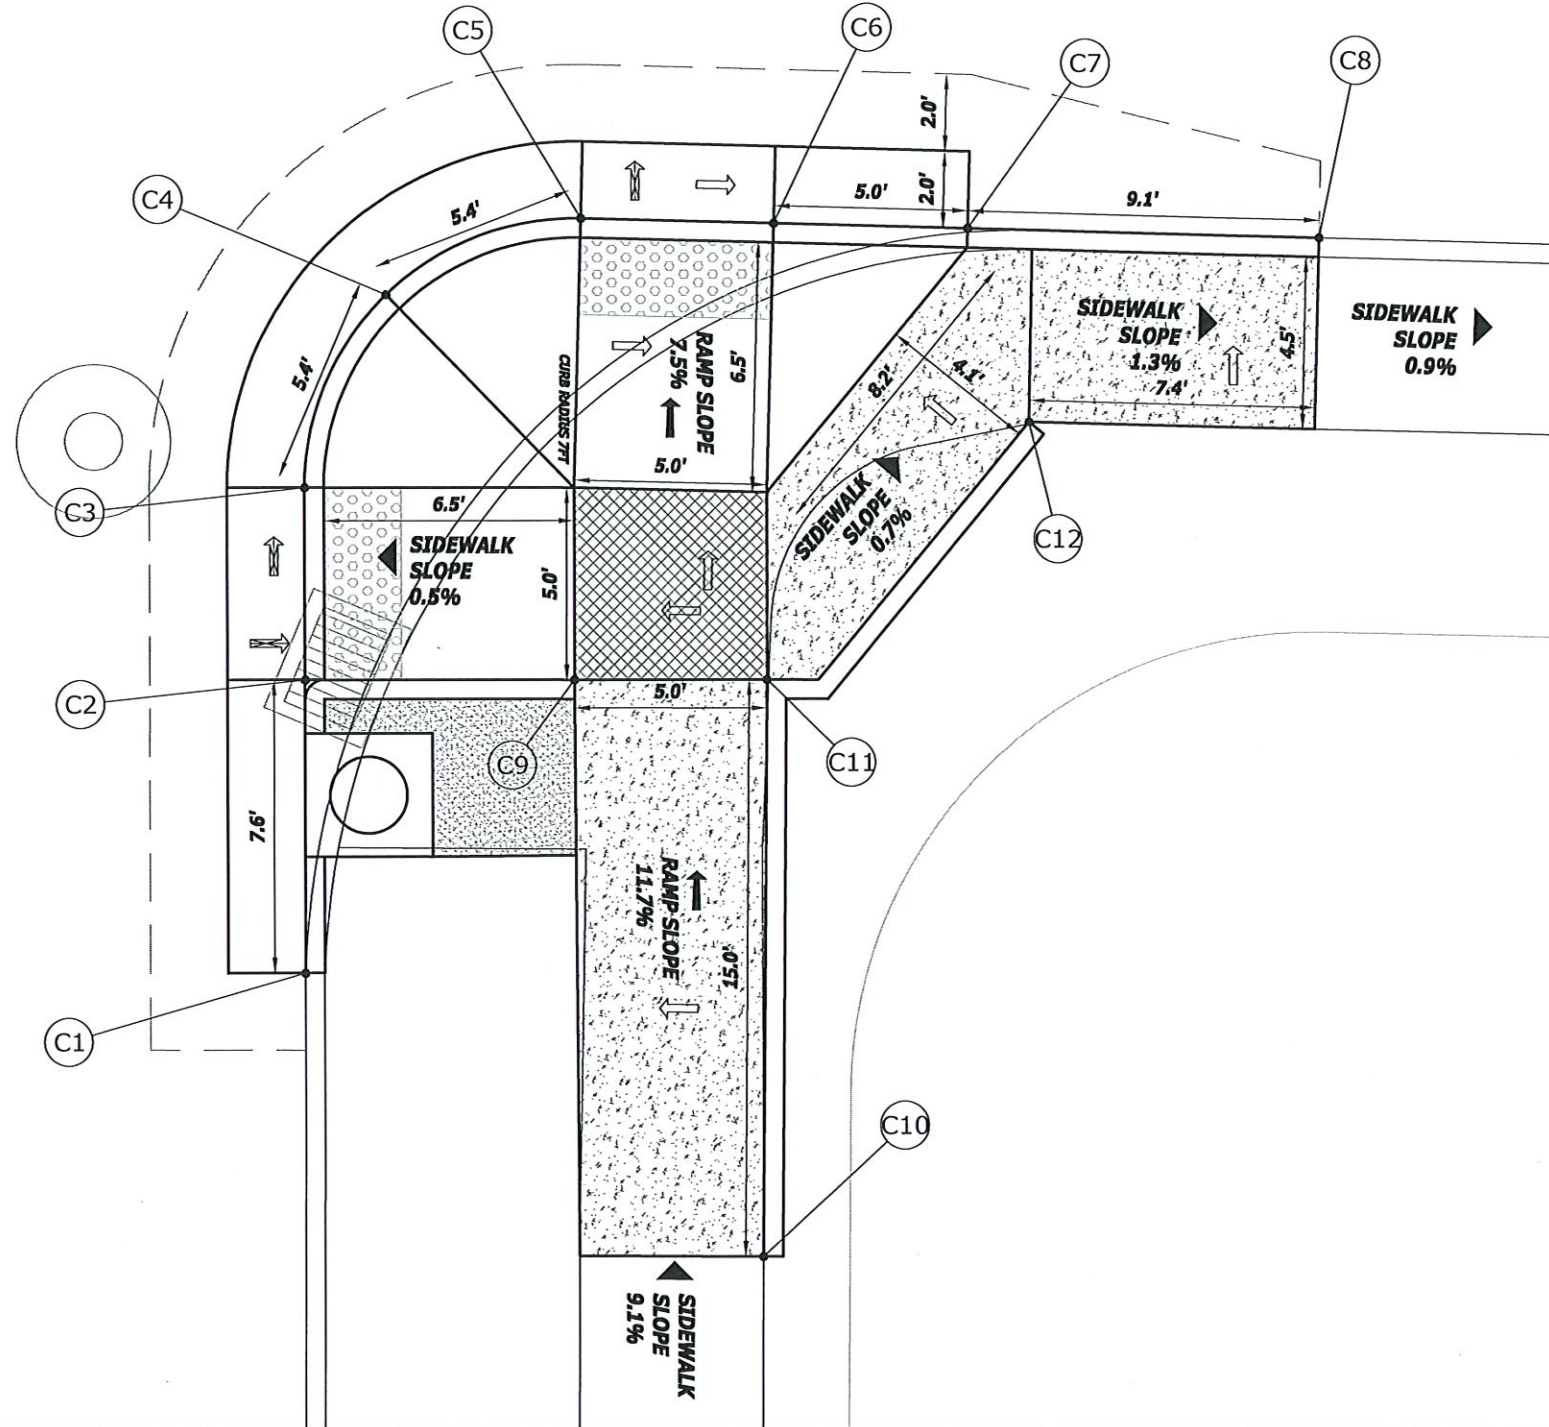 C5
C6
C7
C8
2.0'
C4
5.4'
5.0'
2.0'
9.1'
5.4'
CURB RADIUS 7FT
RAMP SLOPE
7.5%
6.5'
8.2'
4.1'
SIDEWALK
SLOPE
1.3%
7.4'
4.5'
SIDEWALK
SLOPE
0.9%
5.0'
C3
6.5'
SIDEWALK
SLOPE
0.5%
5.0'
SIDEWALK
SLOPE
0.7%
C12
C2
5.0'
C9
C11
7.6'
RAMP SLOPE
11.7%
15.0'
C1
C10
SIDEWALK
SLOPE
9.1%